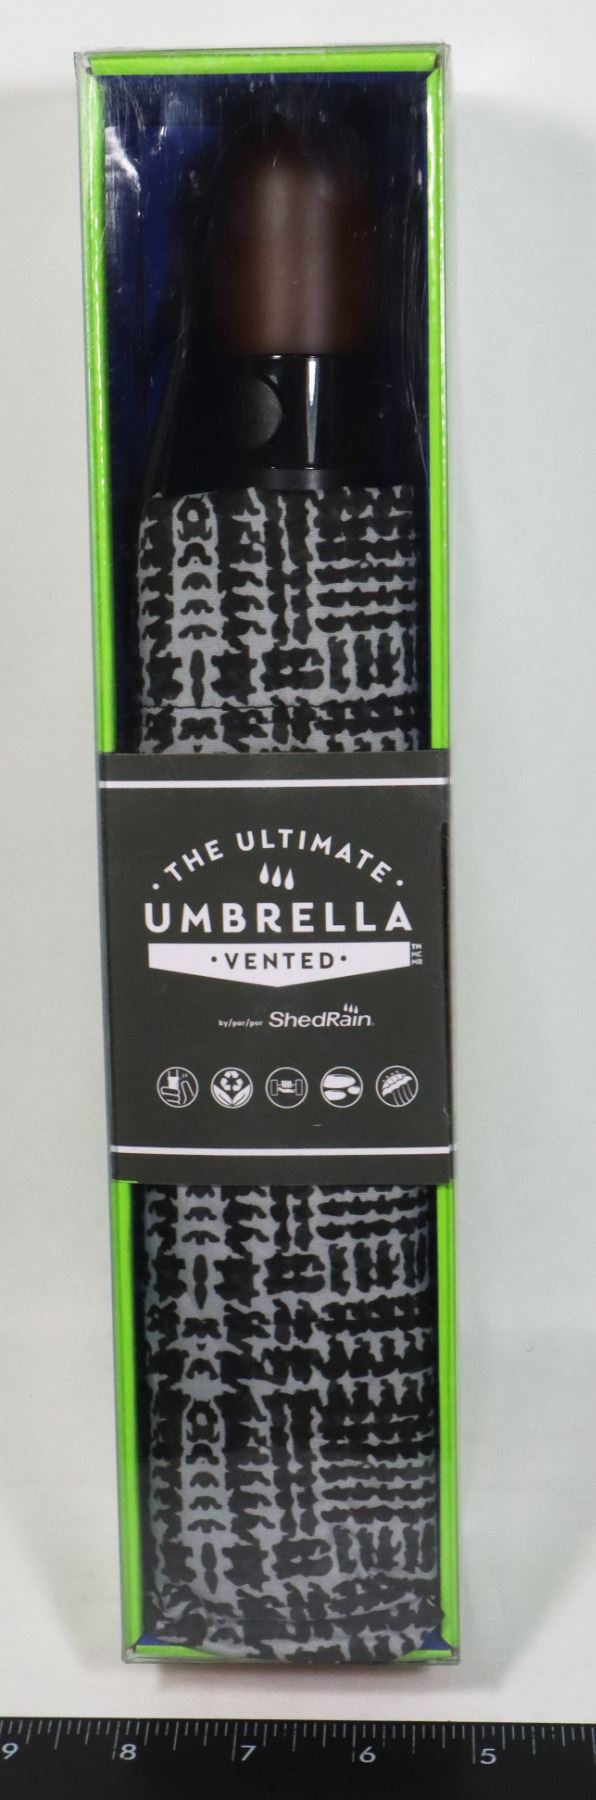 · THE ULTIMATE ·
UMBRELLA
· VENTED · TM MC MR
by/par/por ShedRain
9 8 7 6 5